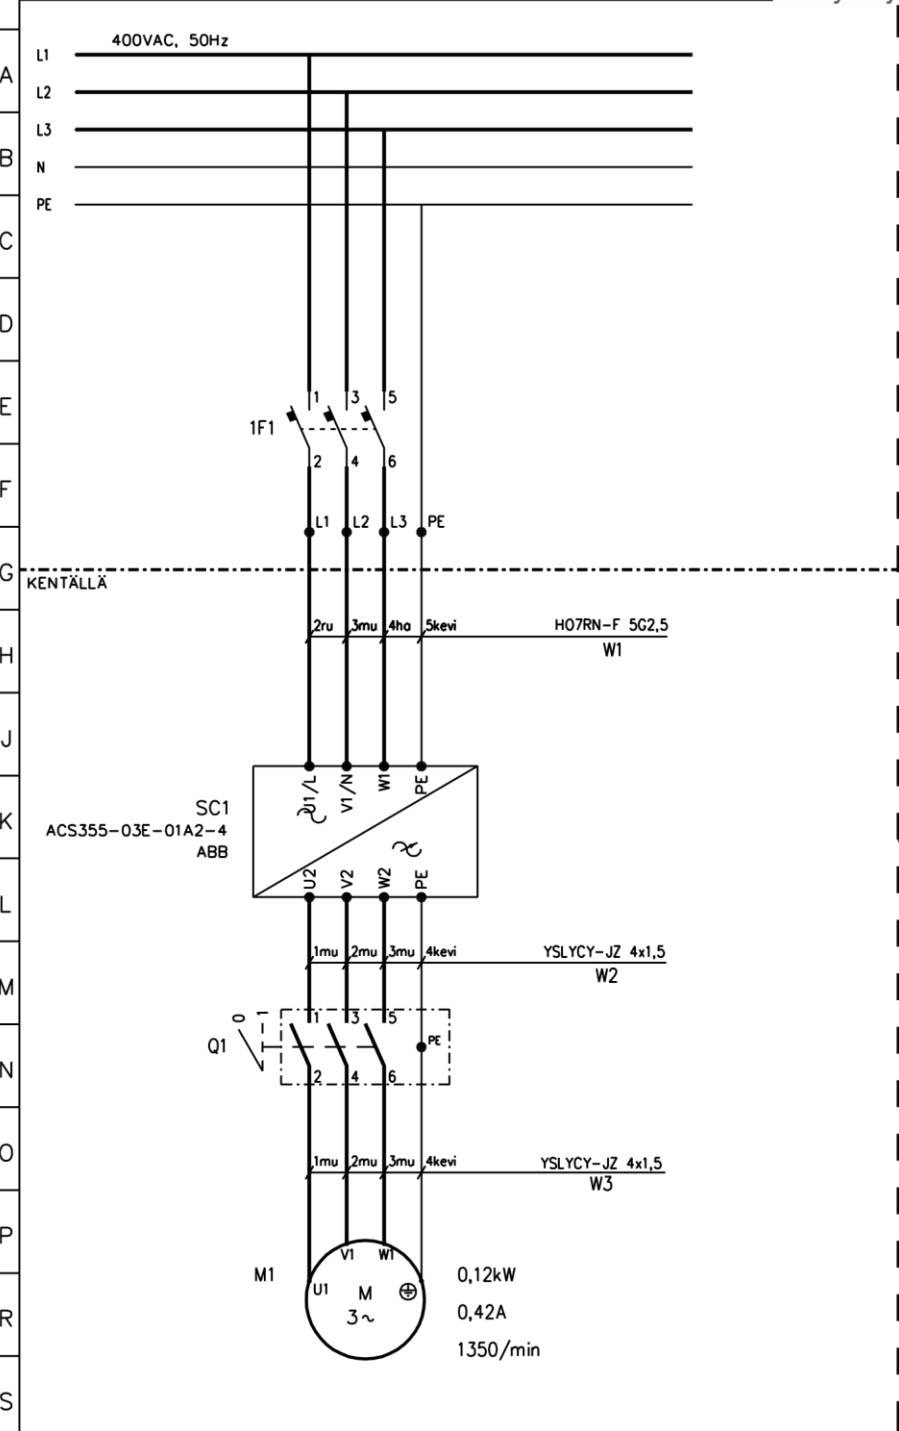 400VAC, 50Hz
L1
A
L2
L3
B
N
PE
C
D
E
1 3 5
1F1
2 4 6
F
L1 L2 L3 PE
G
KENTÄLLÄ
2ru 3mu 4ha 5kevi H07RN-F 5G2,5
W1
H
J
U1/L V1/N W1 PE
SC1
K
ACS355-03E-01A2-4
ABB
U2 V2 W2 PE
L
1mu 2mu 3mu 4kevi YSLYCY-JZ 4x1,5
W2
M
0 1 1 3 5
Q1 PE
N
2 4 6
O
1mu 2mu 3mu 4kevi YSLYCY-JZ 4x1,5
W3
P
V1 W1
M1 0,12kW
U1 M
3~ 0,42A
R
1350/min
S